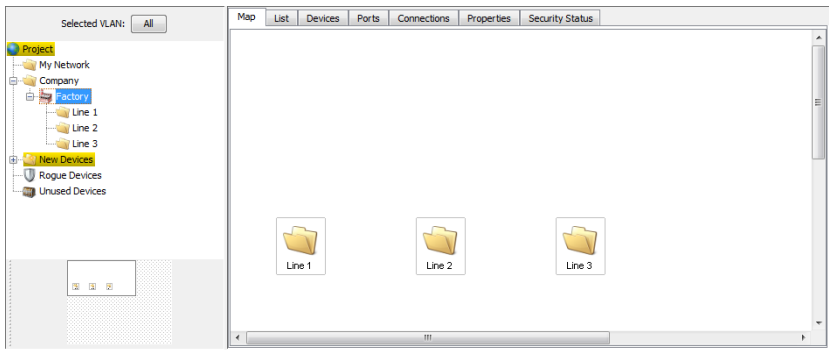 Selected VLAN: All
Project
My Network
Company
Factory
Line 1
Line 2
Line 3
New Devices
Rogue Devices
Unused Devices
Map List Devices Ports Connections Properties Security Status
Line 1 Line 2 Line 3